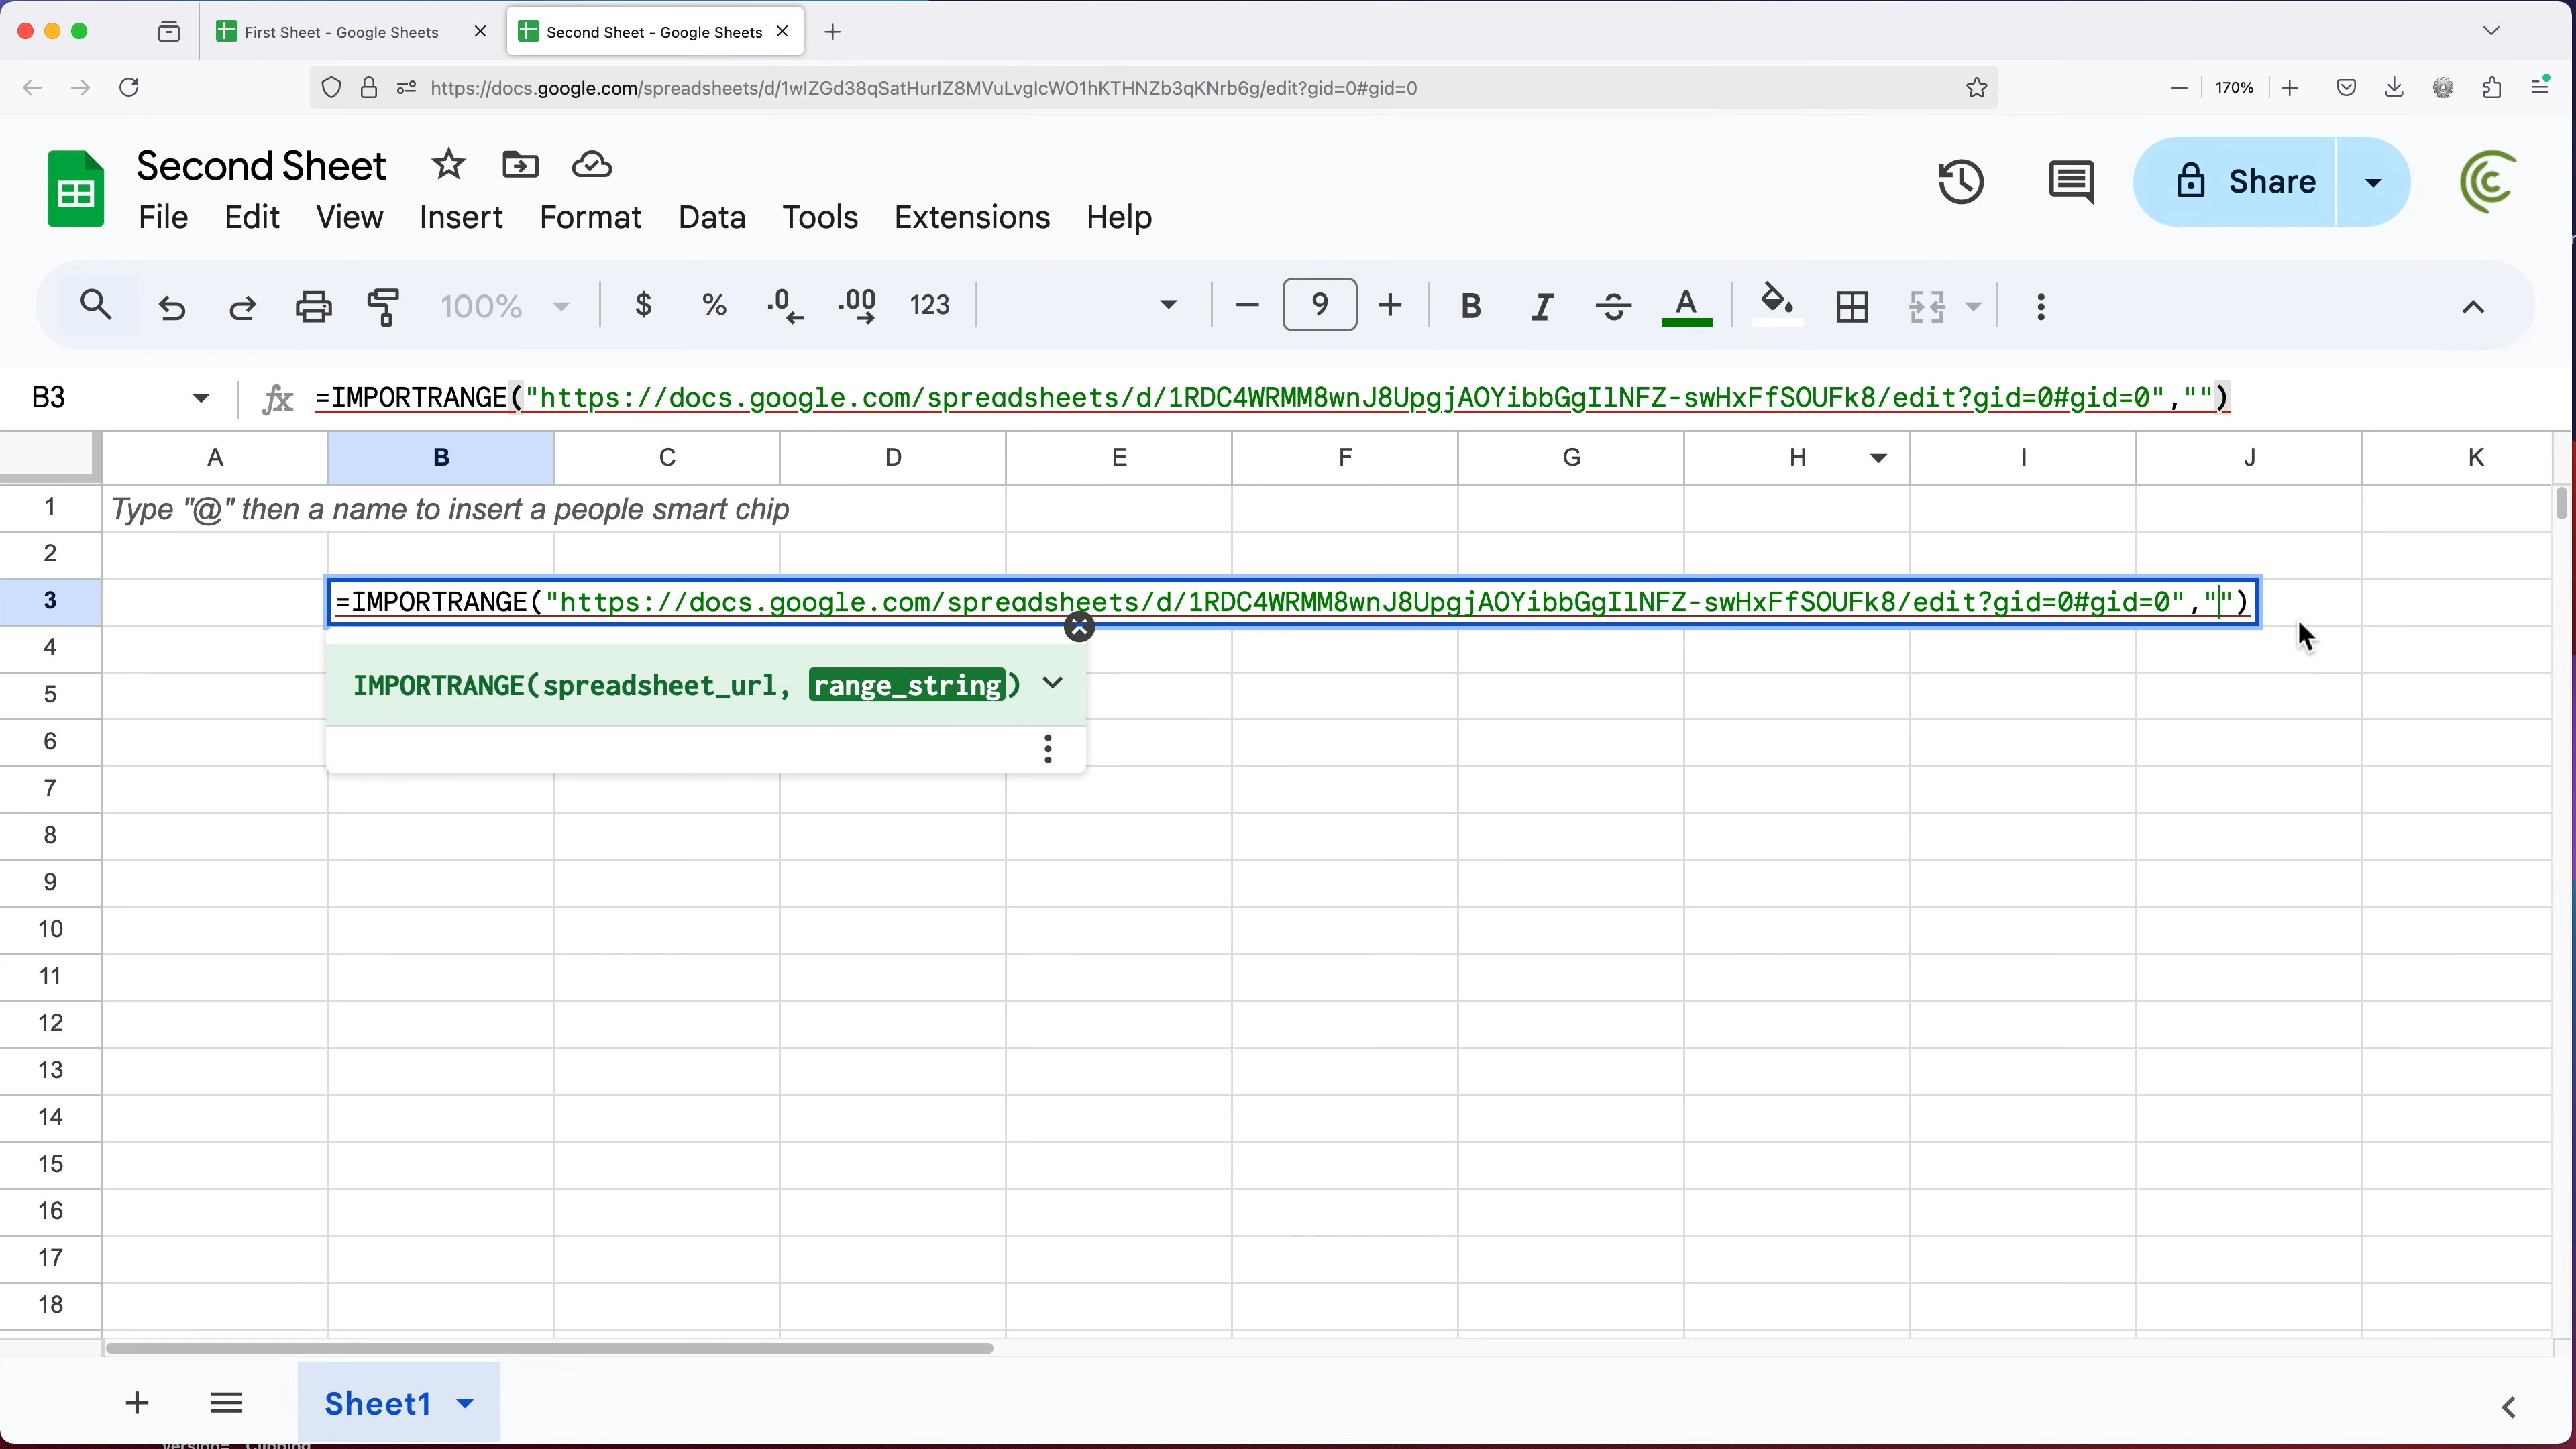 First Sheet - Google Sheets
Second Sheet - Google Sheets
https://docs.google.com/spreadsheets/d/1wIZGd38qSatHurIZ8MVuLvglcWO1hKTHNZb3qKNrb6g/edit?gid=0#gid=0
170%
Second Sheet
File Edit View Insert Format Data Tools Extensions Help
Share
100% $ % .0 .00 123 9 B I A
B3 fx =IMPORTRANGE("https://docs.google.com/spreadsheets/d/1RDC4WRMM8wnJ8UpgjAOYibbGgIlNFZ-swHxFfSOUFk8/edit?gid=0#gid=0","")
A B C D E F G H I J K
1 Type "@" then a name to insert a people smart chip
2
3 =IMPORTRANGE("https://docs.google.com/spreadsheets/d/1RDC4WRMM8wnJ8UpgjAOYibbGgIlNFZ-swHxFfSOUFk8/edit?gid=0#gid=0","")
4
IMPORTRANGE(spreadsheet_url, range_string)
5
6
7
8
9
10
11
12
13
14
15
16
17
18
Sheet1